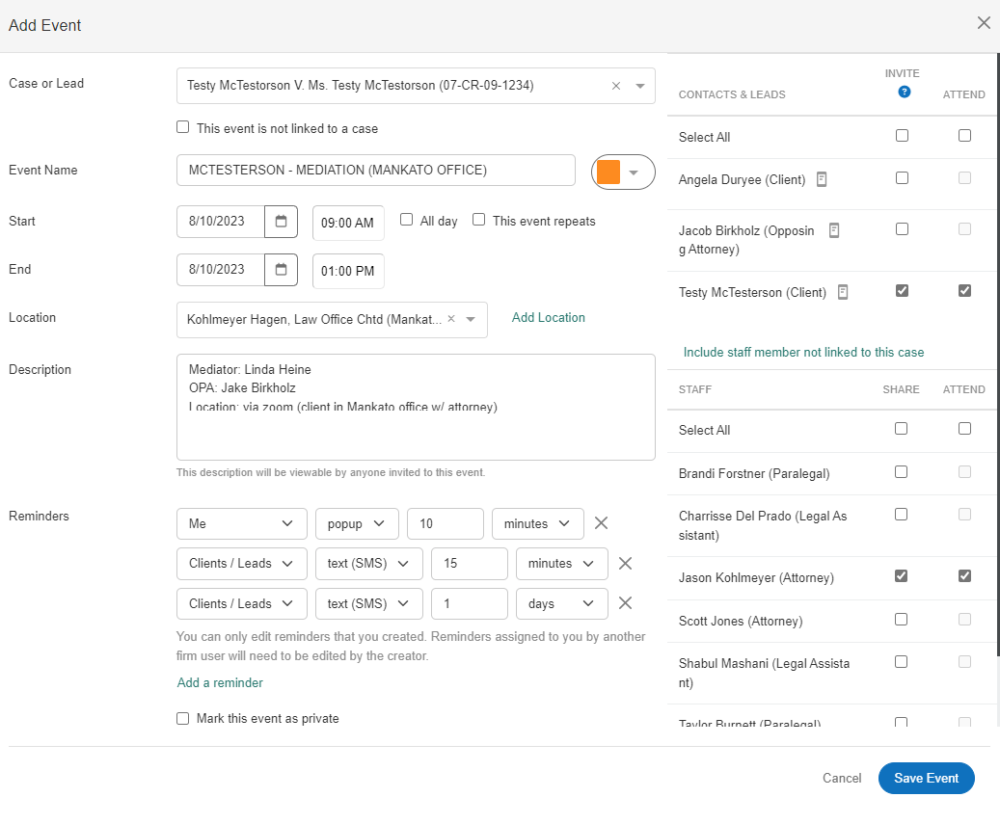 Add Event
Case or Lead
Testy McTestorson V. Ms. Testy McTestorson (07-CR-09-1234)
This event is not linked to a case
Event Name
MCTESTERSON - MEDIATION (MANKATO OFFICE)
Start
8/10/2023
09:00 AM
All day
This event repeats
End
8/10/2023
01:00 PM
Location
Kohlmeyer Hagen, Law Office Chtd (Mankat...
Add Location
Description
Mediator: Linda Heine
OPA: Jake Birkholz
Location: via zoom (client in Mankato office w/ attorney)
This description will be viewable by anyone invited to this event.
Reminders
Me popup 10 minutes
Clients / Leads text (SMS) 15 minutes
Clients / Leads text (SMS) 1 days
You can only edit reminders that you created. Reminders assigned to you by another
firm user will need to be edited by the creator.
Add a reminder
Mark this event as private
INVITE
?
CONTACTS & LEADS ATTEND
Select All
Angela Duryee (Client)
Jacob Birkholz (Opposin
g Attorney)
Testy McTesterson (Client)
Include staff member not linked to this case
STAFF SHARE ATTEND
Select All
Brandi Forstner (Paralegal)
Charrisse Del Prado (Legal As
sistant)
Jason Kohlmeyer (Attorney)
Scott Jones (Attorney)
Shabul Mashani (Legal Assista
nt)
Taylor Burnett (Paralegal)
Cancel
Save Event